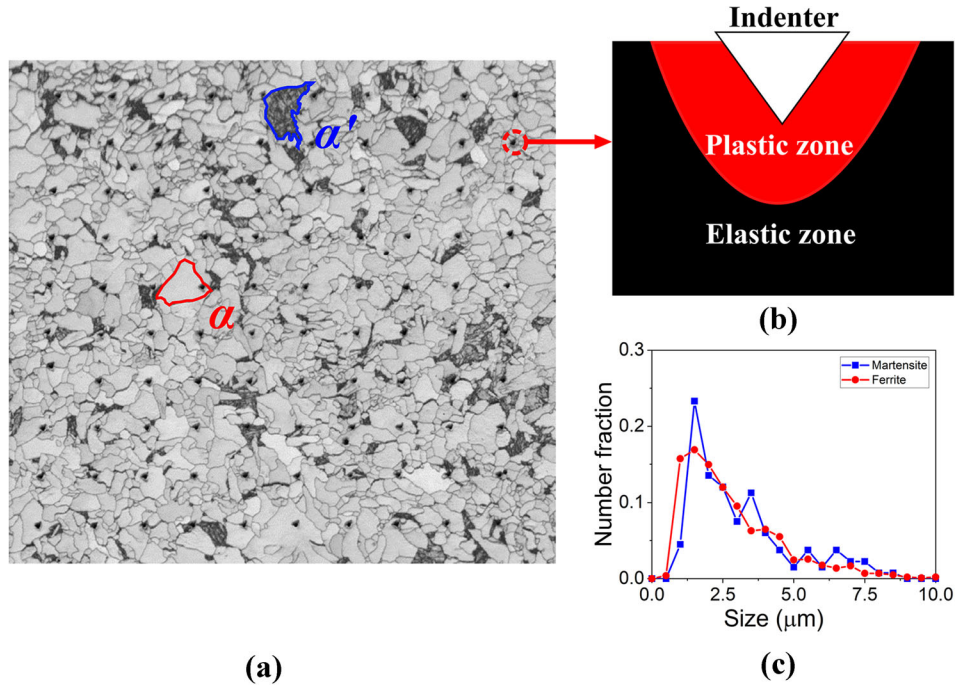 α'
α
(a)
Indenter
Plastic zone
Elastic zone
(b)
0.3
0.2
0.1
0.0
Number fraction
Martensite
Ferrite
0.0 2.5 5.0 7.5 10.0
Size (μm)
(c)